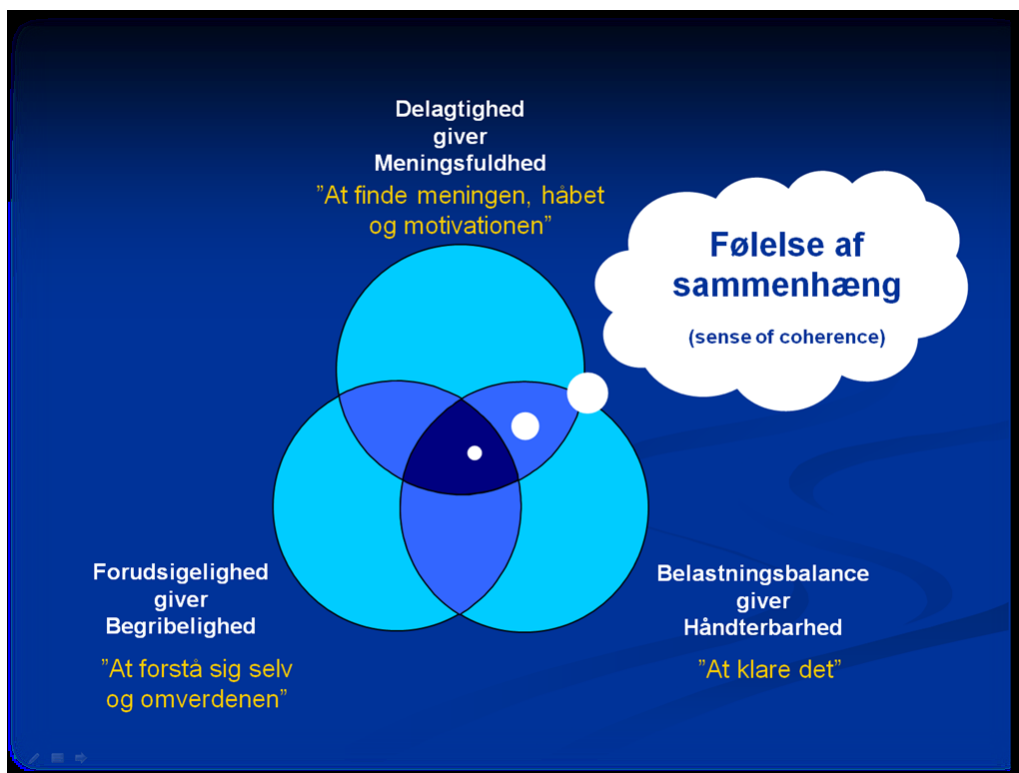 Delagtighed
giver
Meningsfuldhed
”At finde meningen, håbet
og motivationen”
Følelse af
sammenhæng
(sense of coherence)
Forudsigelighed
giver
Begribelighed
”At forstå sig selv
og omverdenen”
Belastningsbalance
giver
Håndterbarhed
”At klare det”